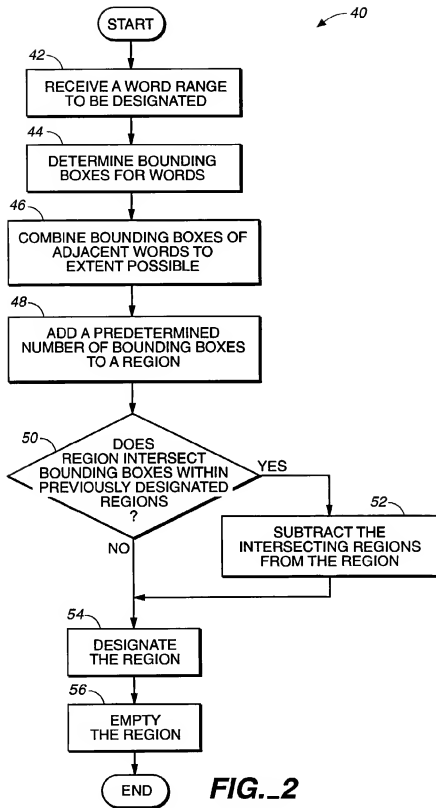 START
40
42
RECEIVE A WORD RANGE
TO BE DESIGNATED
44
DETERMINE BOUNDING
BOXES FOR WORDS
46
COMBINE BOUNDING BOXES OF
ADJACENT WORDS TO
EXTENT POSSIBLE
48
ADD A PREDETERMINED
NUMBER OF BOUNDING BOXES
TO A REGION
50
DOES
REGION INTERSECT
BOUNDING BOXES WITHIN
PREVIOUSLY DESIGNATED
REGIONS
?
YES
NO
52
SUBTRACT THE
INTERSECTING REGIONS
FROM THE REGION
54
DESIGNATE
THE REGION
56
EMPTY
THE REGION
END
FIG._2